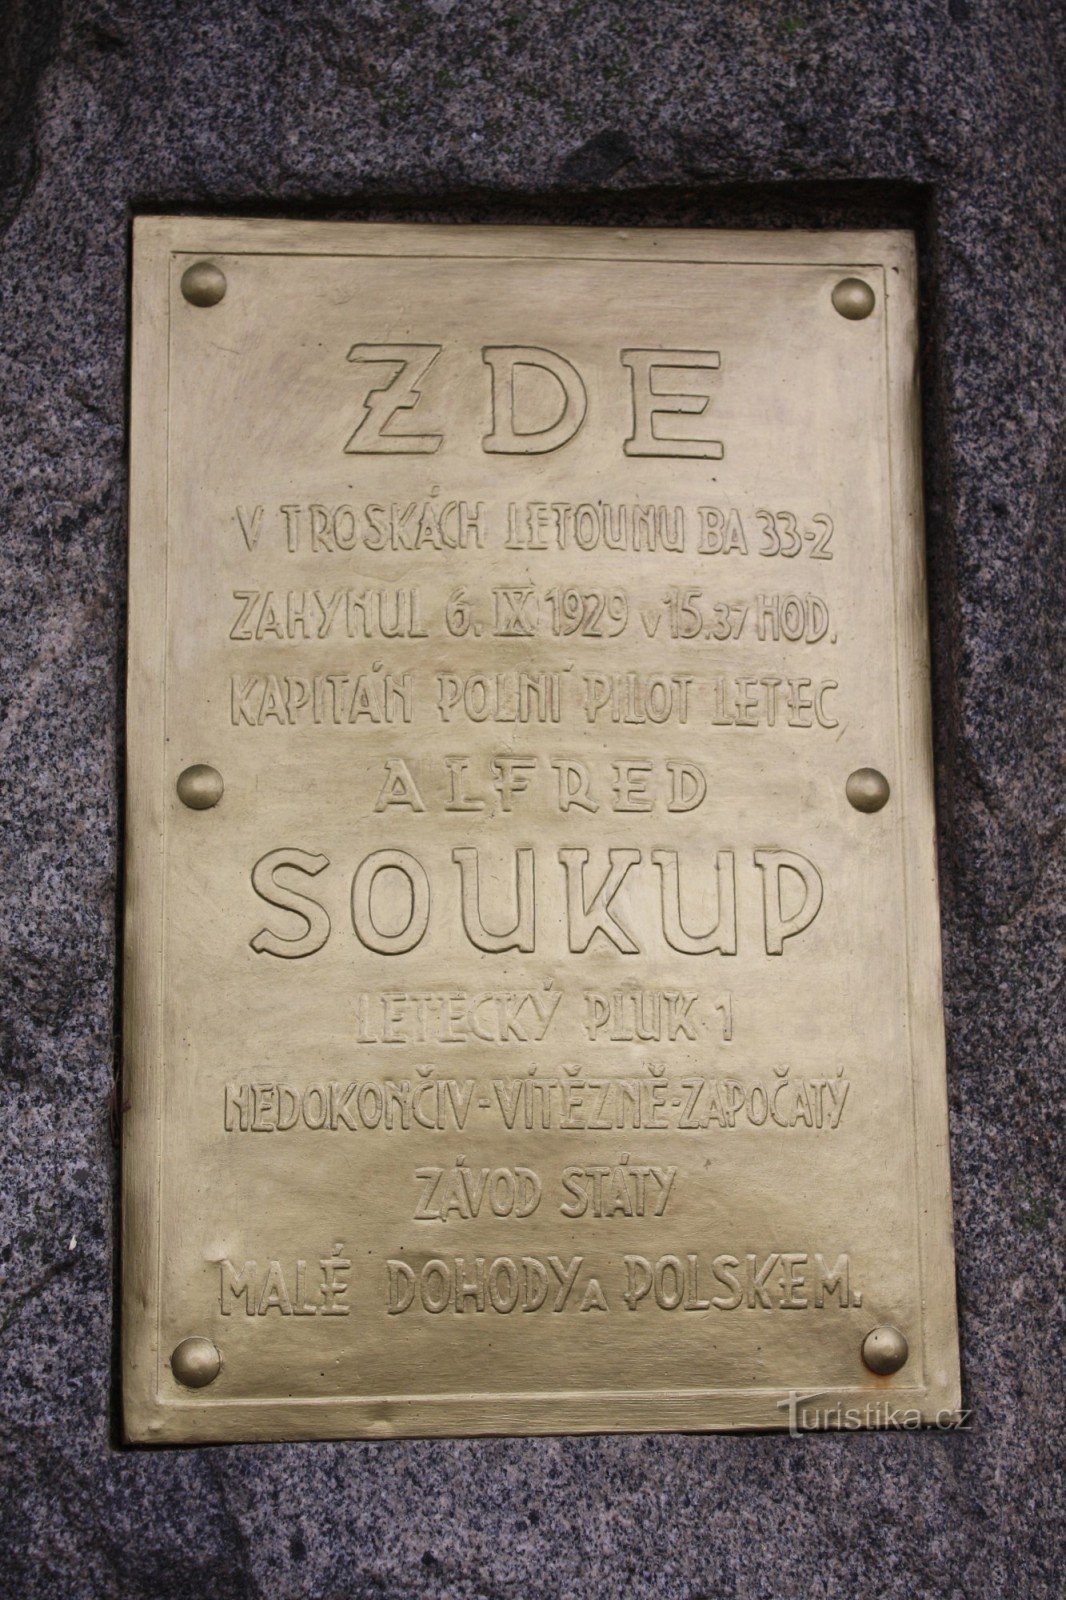 ZDE
V TROSKÁCH LETOUNU BA 33-2
ZAHYNUL 6. IX 1929 V 15.37 HOD.
KAPITÁN POLNÍ PILOT LETEC
ALFRED
SOUKUP
LETECKÝ PLUK 1
NEDOKONČIV-VÍTĚZNĚ-ZAPOČATÝ
ZÁVOD STÁTY
MALÉ DOHODY A POLSKEM.
Turistika.cz